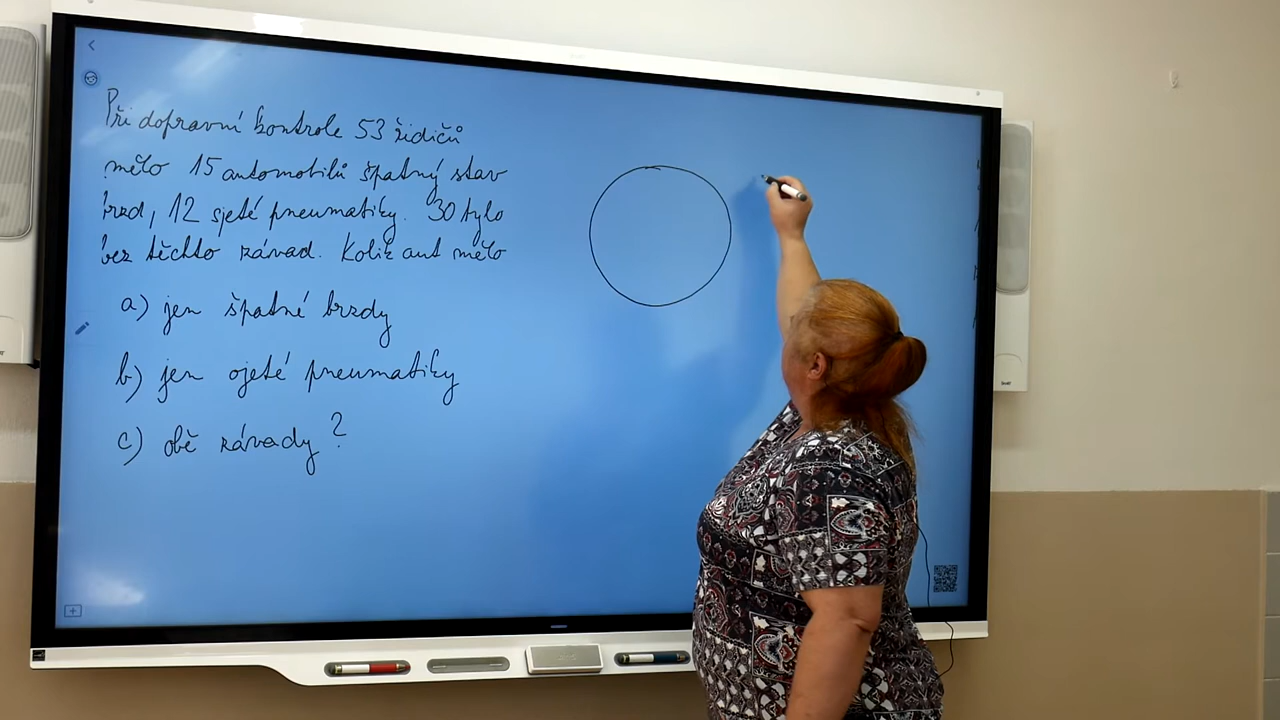 Při dopravní kontrole 53 řidičů
mělo 15 automobilů špatný stav
brzd, 12 sjeté pneumatiky. 30 bylo
bez těchto závad. Kolik aut mělo
a) jen špatné brzdy
b) jen ojeté pneumatiky
c) obě závady?